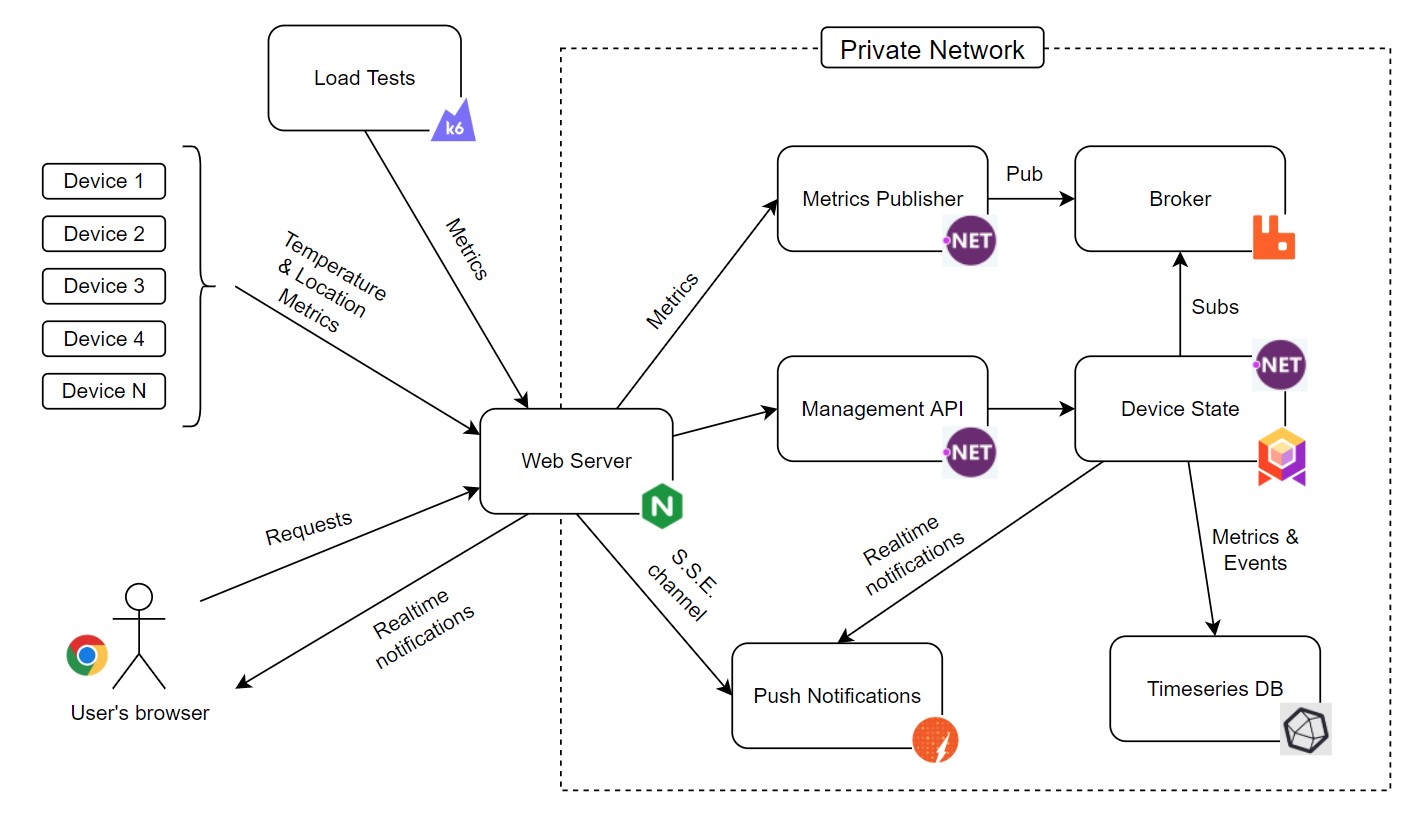 Private Network
Load Tests
k6
Device 1
Device 2
Device 3
Device 4
Device N
Temperature
& Location
Metrics
Metrics
Metrics
Metrics Publisher
.NET
Pub
Broker
Subs
Web Server
N
Management API
.NET
Device State
.NET
Requests
Realtime
notifications
S.S.E.
channel
Realtime
notifications
Metrics &
Events
User's browser
Push Notifications
Timeseries DB